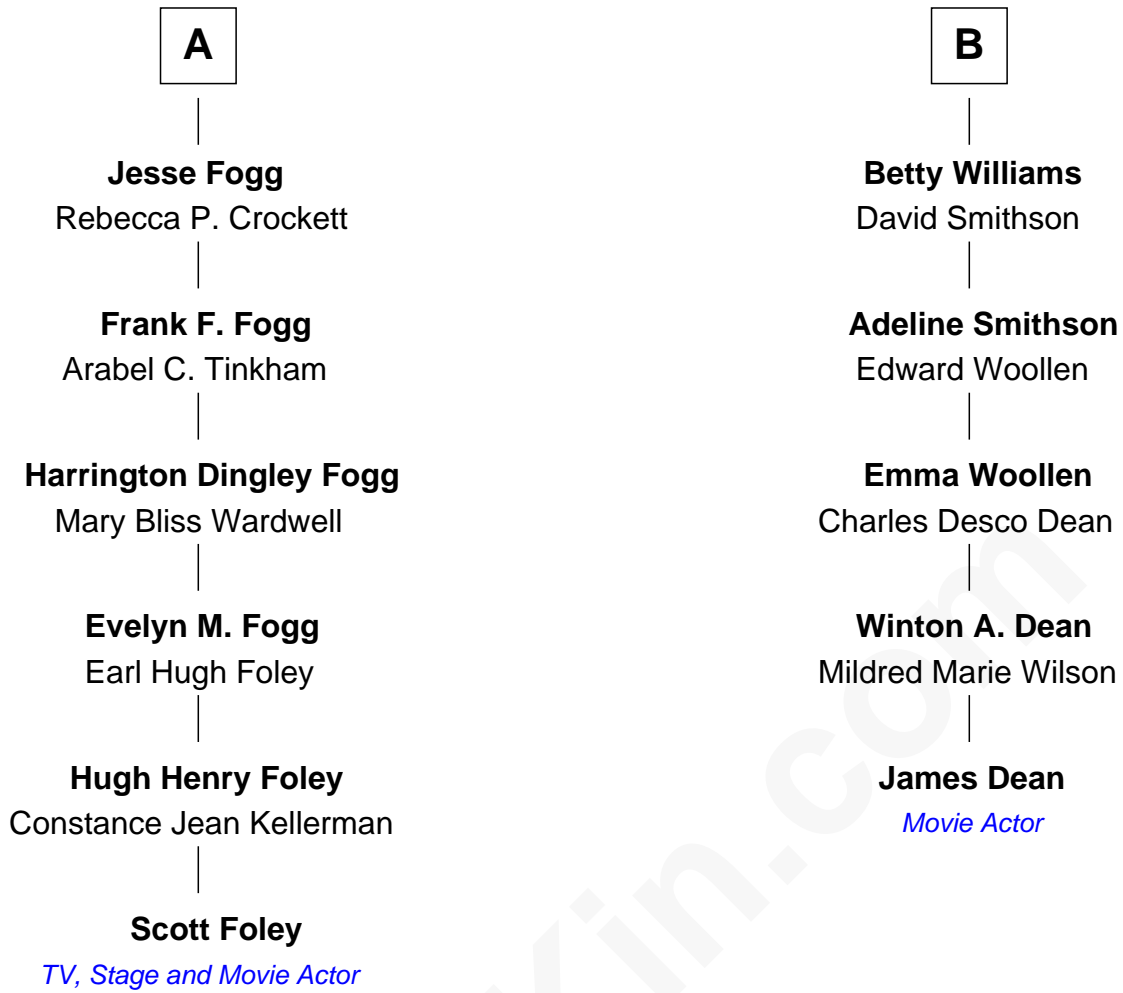 A
Jesse Fogg
Rebecca P. Crockett
Frank F. Fogg
Arabel C. Tinkham
Harrington Dingley Fogg
Mary Bliss Wardwell
Evelyn M. Fogg
Earl Hugh Foley
Hugh Henry Foley
Constance Jean Kellerman
Scott Foley
TV, Stage and Movie Actor
B
Betty Williams
David Smithson
Adeline Smithson
Edward Woollen
Emma Woollen
Charles Desco Dean
Winton A. Dean
Mildred Marie Wilson
James Dean
Movie Actor